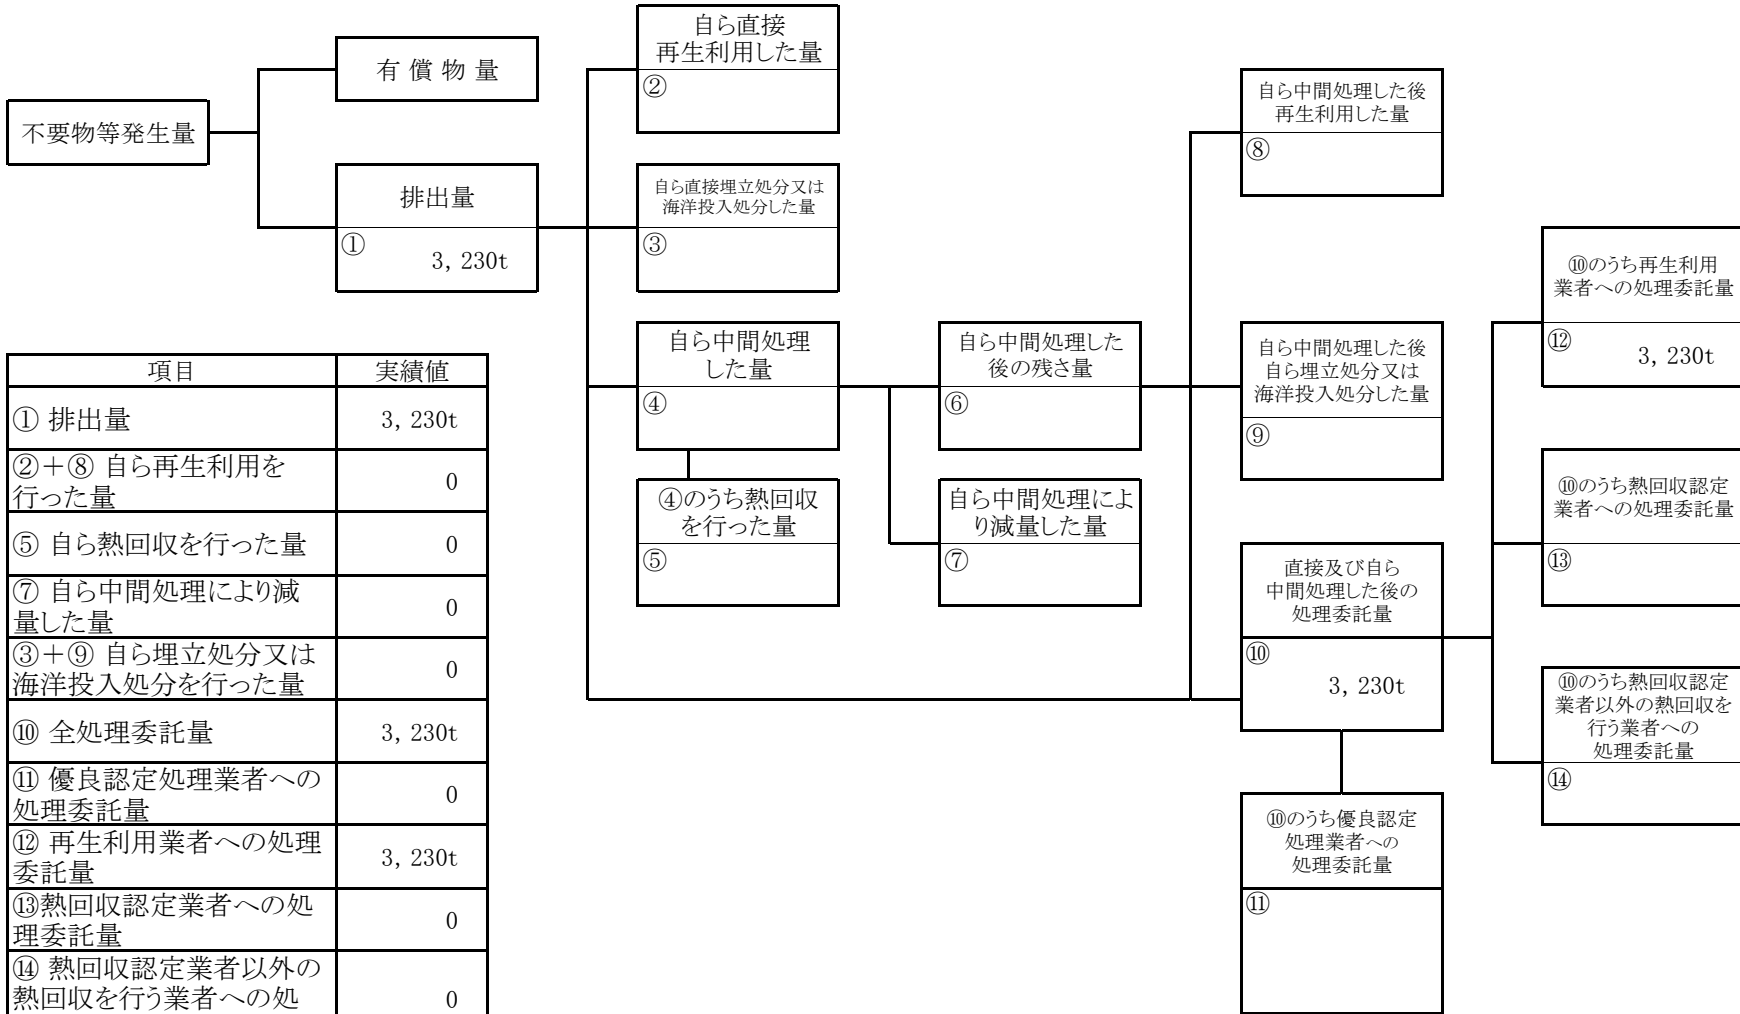 不要物等発生量
有 償 物 量
排出量
①
3, 230t
自ら直接
再生利用した量
②
自ら直接埋立処分又は
海洋投入処分した量
③
自ら中間処理
した量
④
④のうち熱回収
を行った量
⑤
自ら中間処理した
後の残さ量
⑥
自ら中間処理によ
り減量した量
⑦
自ら中間処理した後
再生利用した量
⑧
自ら中間処理した後
自ら埋立処分又は
海洋投入処分した量
⑨
直接及び自ら
中間処理した後の
処理委託量
⑩
3, 230t
⑩のうち優良認定
処理業者への
処理委託量
⑪
⑩のうち再生利用
業者への処理委託量
⑫
3, 230t
⑩のうち熱回収認定
業者への処理委託量
⑬
⑩のうち熱回収認定
業者以外の熱回収を
行う業者への
処理委託量
⑭
項目 実績値
① 排出量 3, 230t
②＋⑧ 自ら再生利用を
行った量 0
⑤ 自ら熱回収を行った量 0
⑦ 自ら中間処理により減
量した量 0
③＋⑨ 自ら埋立処分又は
海洋投入処分を行った量 0
⑩ 全処理委託量 3, 230t
⑪ 優良認定処理業者への
処理委託量 0
⑫ 再生利用業者への処理
委託量 3, 230t
⑬熱回収認定業者への処
理委託量 0
⑭ 熱回収認定業者以外の
熱回収を行う業者への処 0